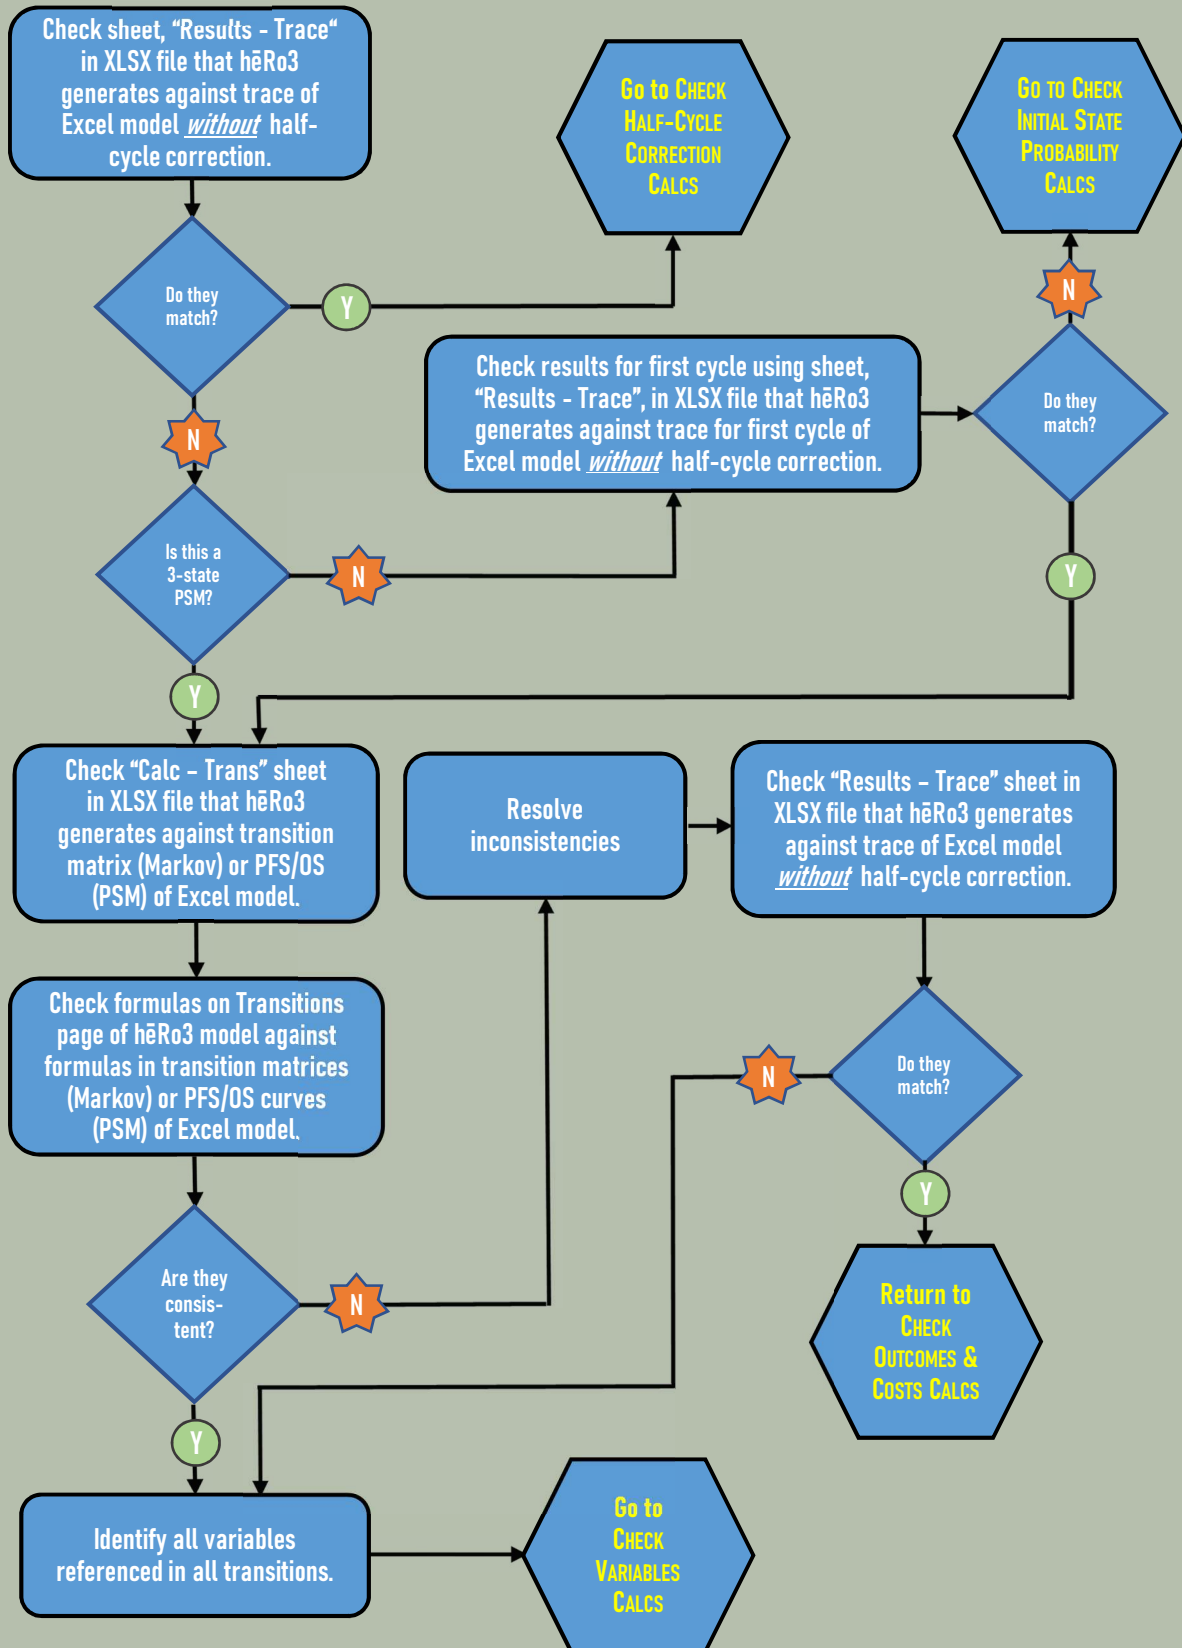 Check sheet, “Results - Trace“
in XLSX file that hēRo3
generates against trace of
Excel model without half-
cycle correction.
Go to Check
Half-Cycle
Correction
Calcs
Go to Check
Initial State
Probability
Calcs
Do they
match?
Y
N
N
Check results for first cycle using sheet,
“Results - Trace”, in XLSX file that hēRo3
generates against trace for first cycle of
Excel model without half-cycle correction.
Do they
match?
Is this a
3-state
PSM?
N
Y
Y
Check “Calc – Trans” sheet
in XLSX file that hēRo3
generates against transition
matrix (Markov) or PFS/OS
(PSM) of Excel model.
Resolve
inconsistencies
Check “Results – Trace” sheet in
XLSX file that hēRo3 generates
against trace of Excel model
without half-cycle correction.
Check formulas on Transitions
page of hēRo3 model against
formulas in transition matrices
(Markov) or PFS/OS curves
(PSM) of Excel model.
Do they
match?
N
Y
Are they
consis-
tent?
N
Y
Return to
Check
Outcomes &
Costs Calcs
Identify all variables
referenced in all transitions.
Go to
Check
Variables
Calcs